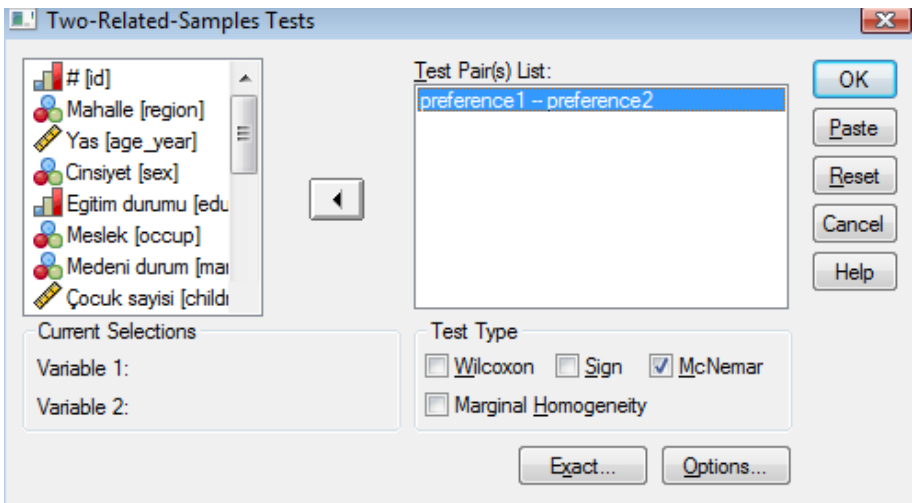 Two-Related-Samples Tests
# [id]
Mahalle [region]
Yas [age_year]
Cinsiyet [sex]
Egitim durumu [edu
Meslek [occup]
Medeni durum [mar
Çocuk sayisi [childr
Test Pair(s) List:
preference1 -- preference2
OK
Paste
Reset
Cancel
Help
Current Selections
Variable 1:
Variable 2:
Test Type
Wilcoxon Sign McNemar
Marginal Homogeneity
Exact... Options...